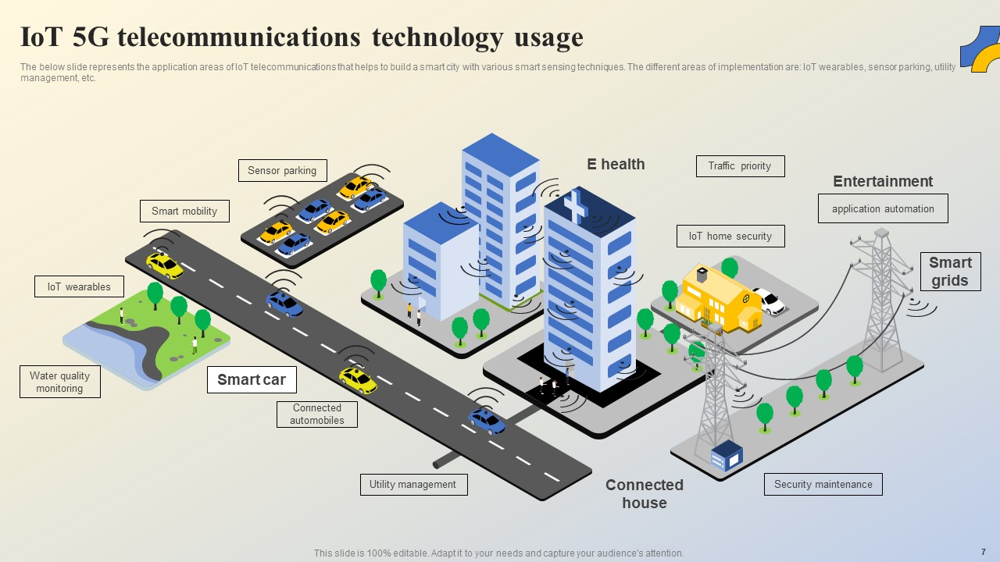 IoT 5G telecommunications technology usage
The below slide represents the application areas of IoT telecommunications that helps to build a smart city with various smart sensing techniques. The different areas of implementation are: IoT wearables, sensor parking, utility
management, etc.
Sensor parking
E health
Traffic priority
Entertainment
Smart mobility
application automation
IoT home security
Smart
grids
IoT wearables
Water quality
monitoring
Smart car
Connected
automobiles
Utility management
Connected
house
Security maintenance
This slide is 100% editable. Adapt it to your needs and capture your audience's attention.
7